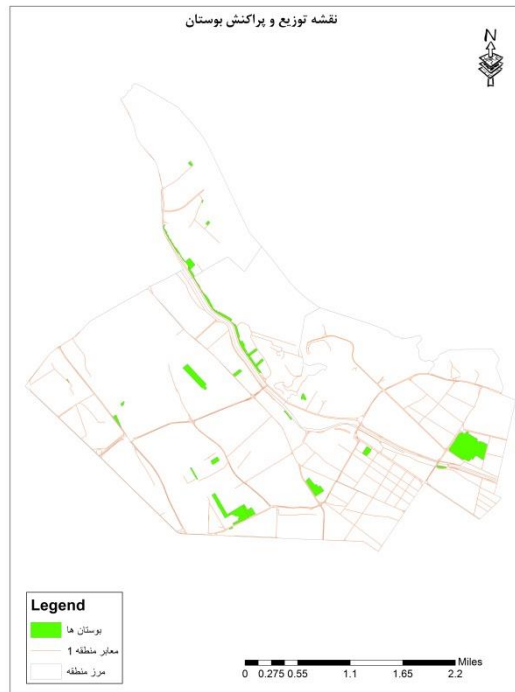 نقشه توزیع و پراکنش بوستان
N
Legend
بوستان ها
معابر منطقه 1
مرز منطقه
Miles
0 0.275 0.55 1.1 1.65 2.2